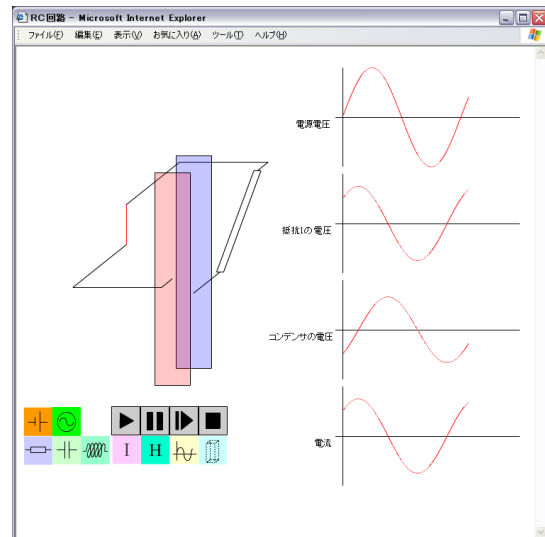 RC回路 - Microsoft Internet Explorer
ファイル(F) 編集(E) 表示(V) お気に入り(A) ツール(T) ヘルプ(H)
電源電圧
抵抗1の電圧
コンデンサの電圧
電流
I H